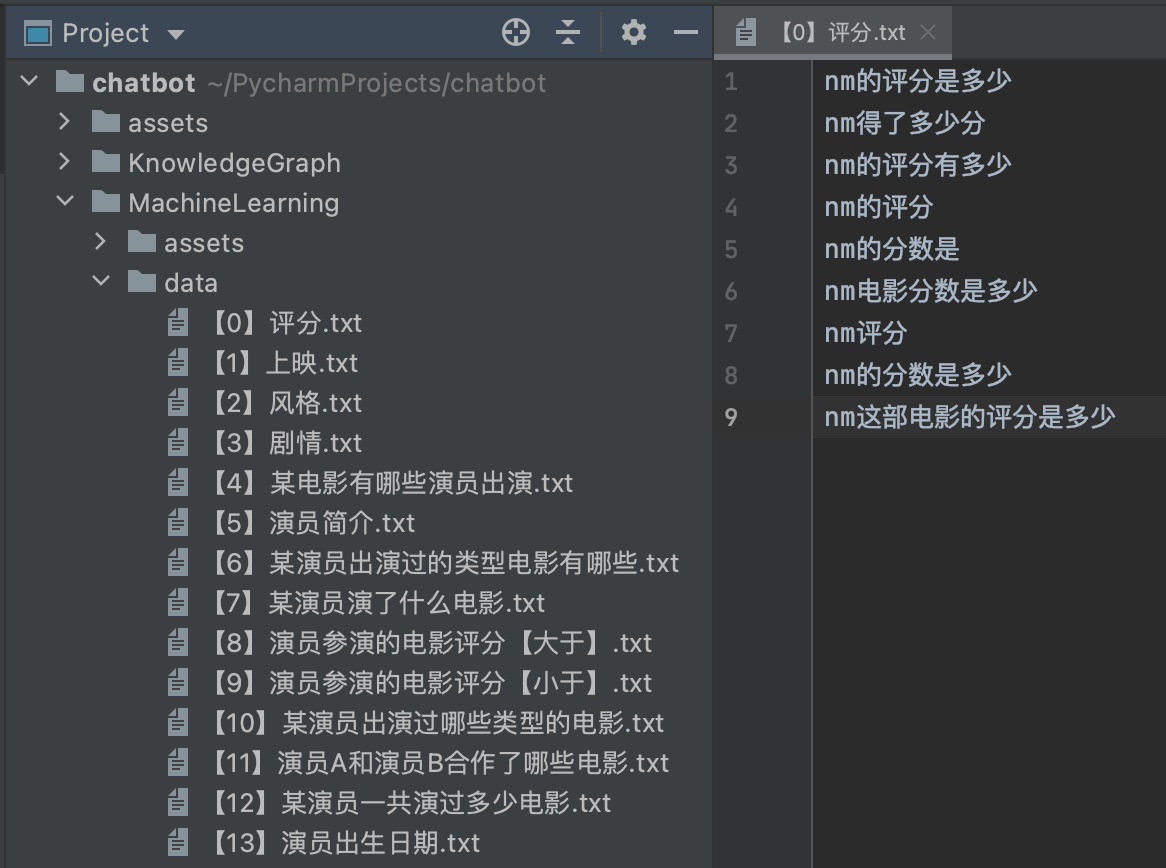 Project
chatbot ~/PycharmProjects/chatbot
assets
KnowledgeGraph
MachineLearning
assets
data
【0】评分.txt
【1】上映.txt
【2】风格.txt
【3】剧情.txt
【4】某电影有哪些演员出演.txt
【5】演员简介.txt
【6】某演员出演过的类型电影有哪些.txt
【7】某演员演了什么电影.txt
【8】演员参演的电影评分【大于】.txt
【9】演员参演的电影评分【小于】.txt
【10】某演员出演过哪些类型的电影.txt
【11】演员A和演员B合作了哪些电影.txt
【12】某演员一共演过多少电影.txt
【13】演员出生日期.txt
【0】评分.txt
1 nm的评分是多少
2 nm得了多少分
3 nm的评分有多少
4 nm的评分
5 nm的分数是
6 nm电影分数是多少
7 nm评分
8 nm的分数是多少
9 nm这部电影的评分是多少